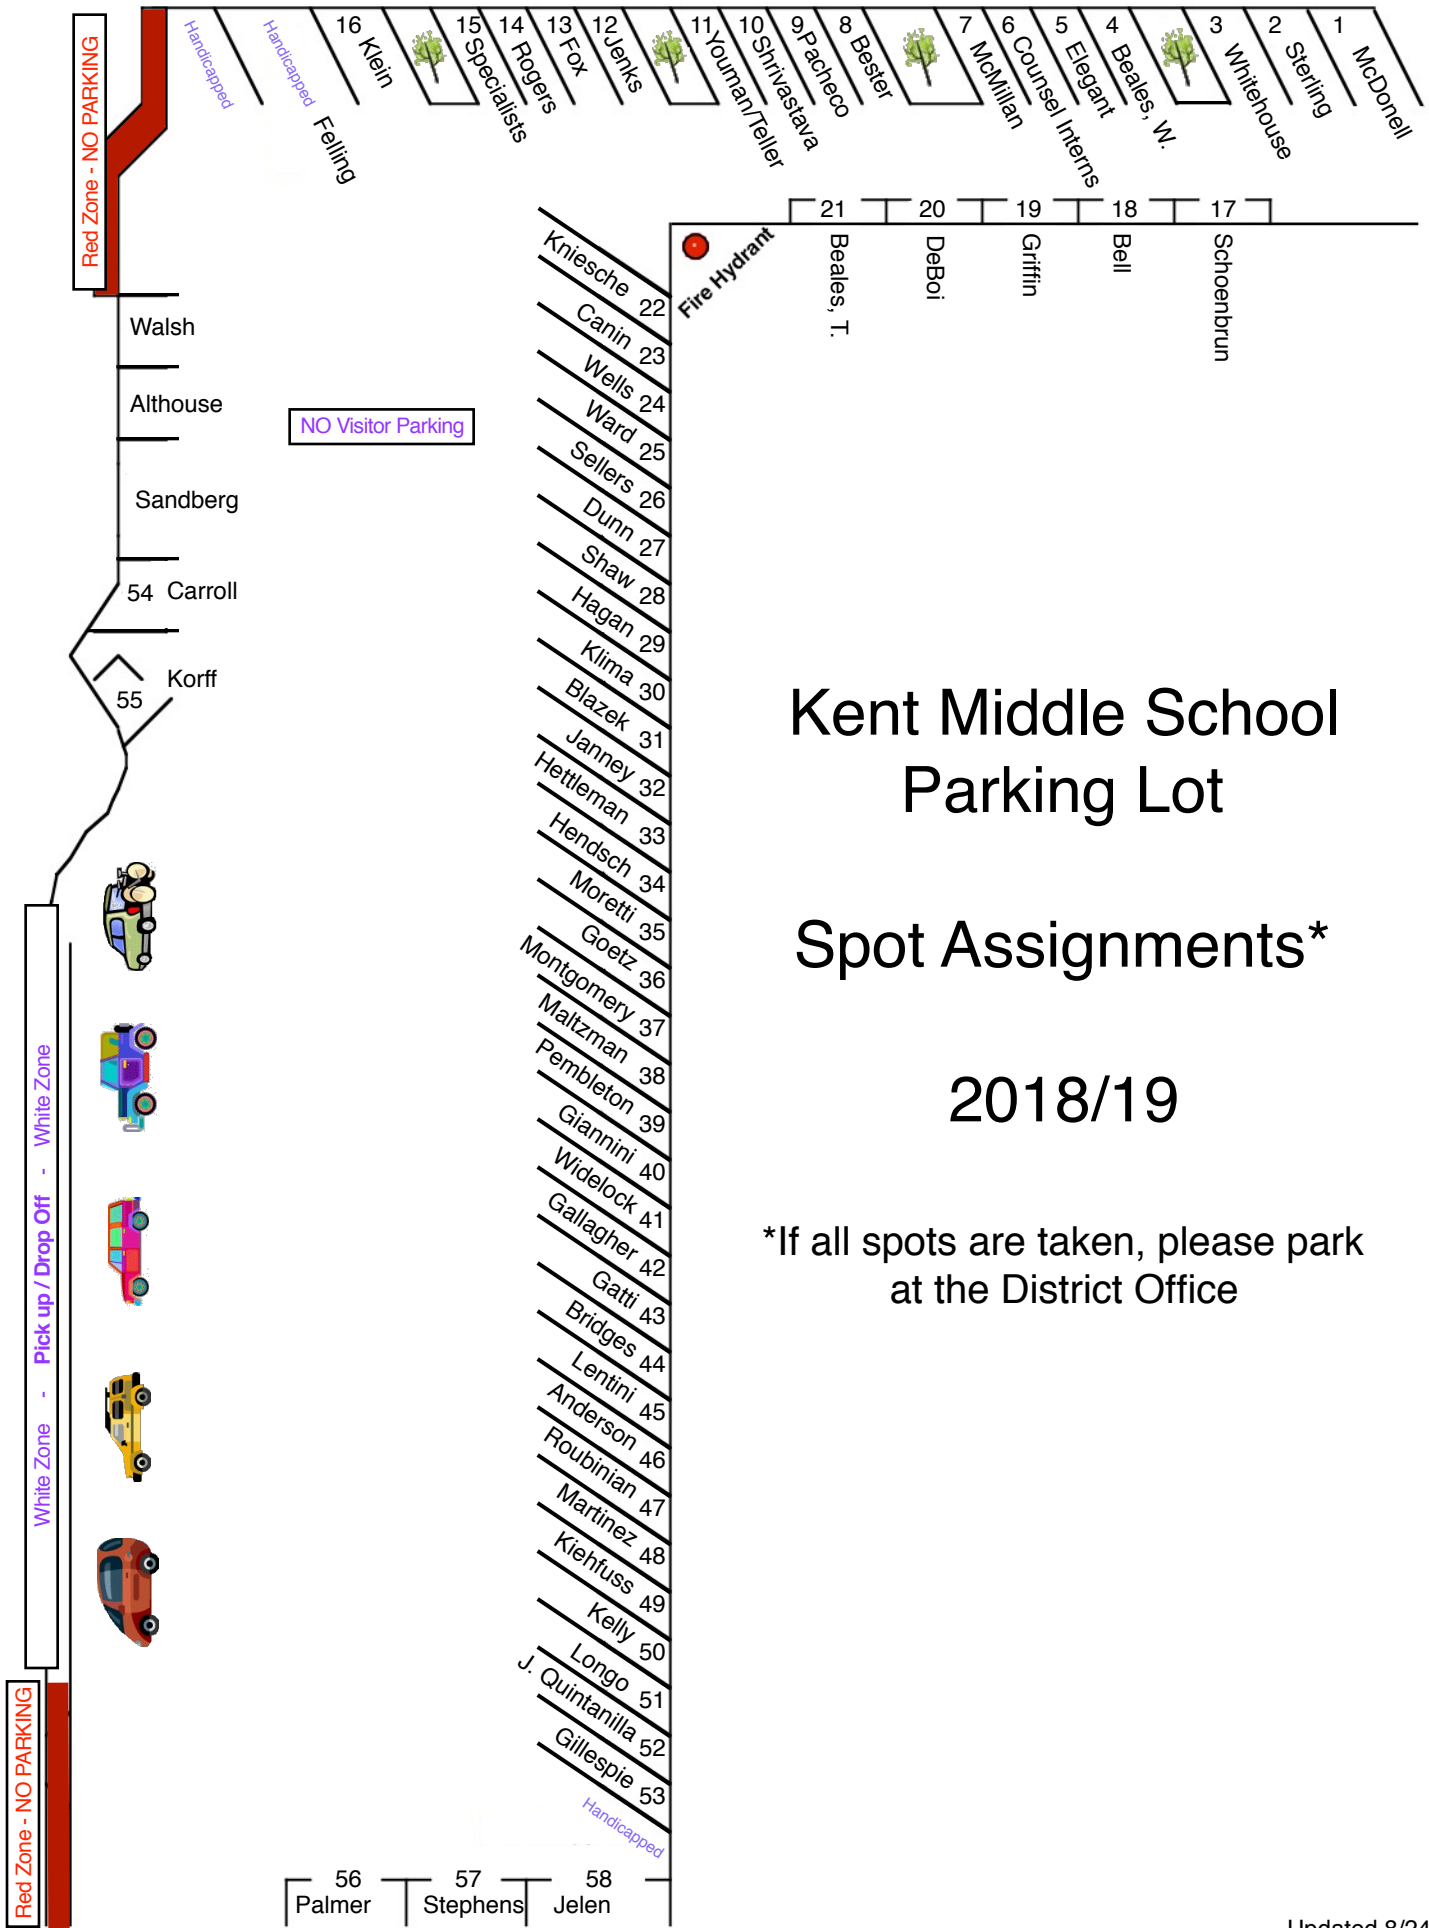 Red Zone - NO PARKING
Handicapped
Handicapped
Felling
16 Klein
15 Specialists
14 Rogers
13 Fox
12 Jenks
11 Youman/Teller
10 Shrivastava
9 Pacheco
8 Bester
7 McMillan
6 Counsel Interns
5 Elegant
4 Beales, W.
3 Whitehouse
2 Sterling
1 McDonell
Fire Hydrant
21 Beales, T.
20 DeBoi
19 Griffin
18 Bell
17 Schoenbrun
Walsh
Althouse
Sandberg
54 Carroll
55 Korff
NO Visitor Parking
Kniesche 22
Canin 23
Wells 24
Ward 25
Sellers 26
Dunn 27
Shaw 28
Hagan 29
Klima 30
Blazek 31
Janney 32
Hettleman 33
Hendsch 34
Moretti 35
Goetz 36
Montgomery 37
Maltzman 38
Pembleton 39
Giannini 40
Widelock 41
Gallagher 42
Gatti 43
Bridges 44
Lentini 45
Anderson 46
Roubinian 47
Martinez 48
Kiehfuss 49
Kelly 50
Longo 51
J. Quintanilla 52
Gillespie 53
Handicapped
Kent Middle School
Parking Lot
Spot Assignments*
2018/19
*If all spots are taken, please park
at the District Office
White Zone - Pick up / Drop Off - White Zone
Red Zone - NO PARKING
56 Palmer
57 Stephens
58 Jelen
Updated 8/24